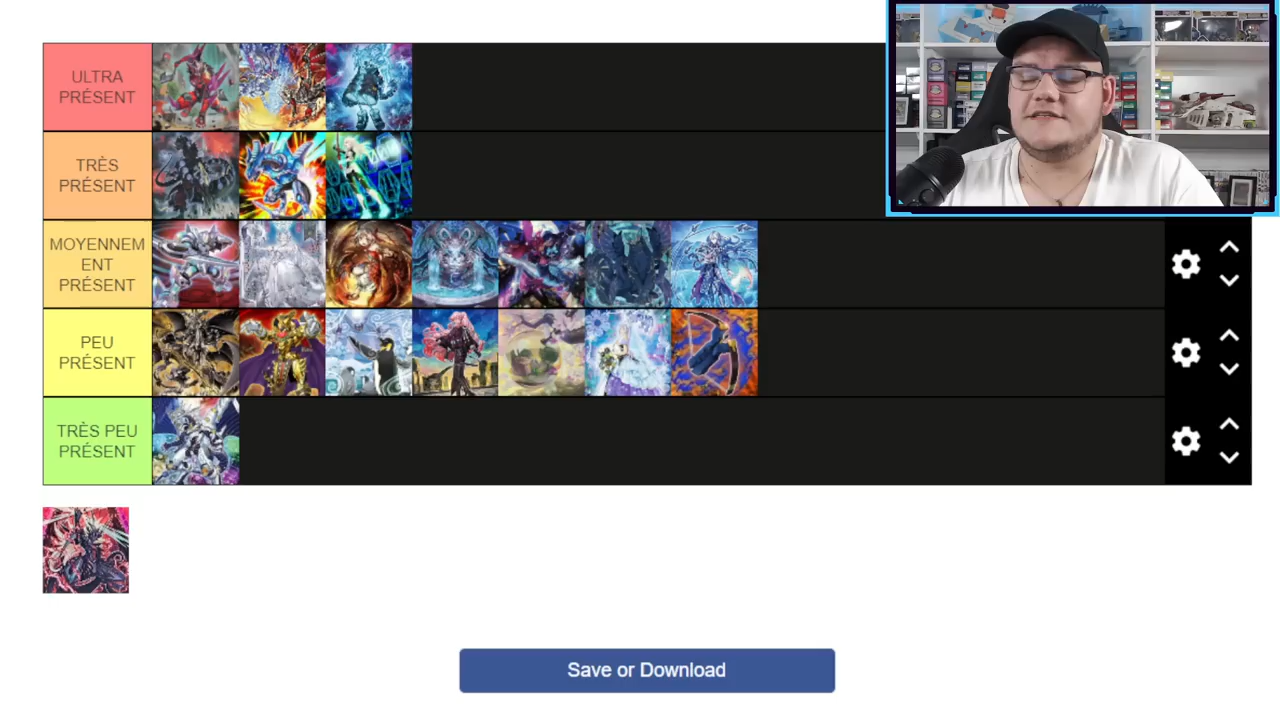 ULTRA
PRÉSENT
TRÈS
PRÉSENT
MOYENNEM
ENT
PRÉSENT
PEU
PRÉSENT
TRÈS PEU
PRÉSENT
Save or Download